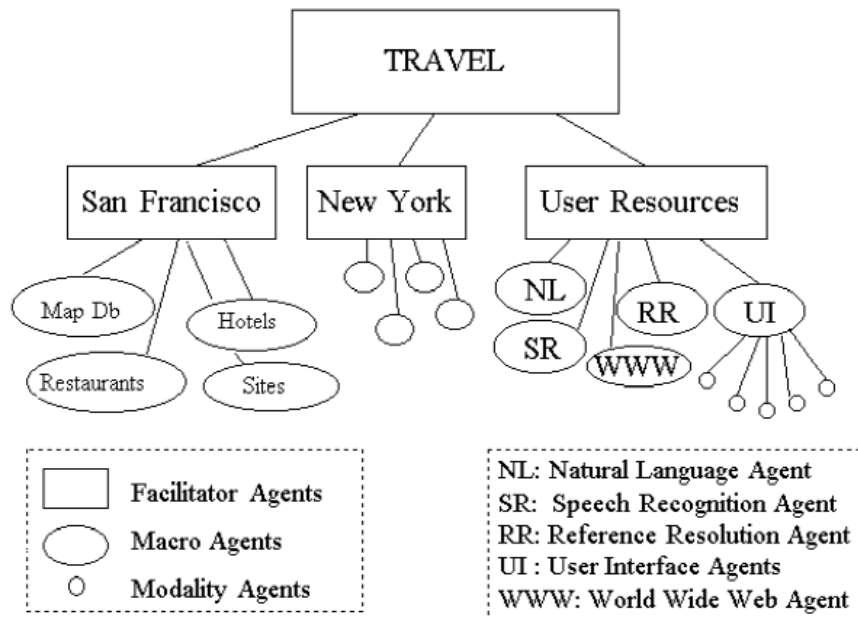 TRAVEL
San Francisco
New York
User Resources
Map Db
Hotels
Restaurants
Sites
NL
RR
UI
SR
WWW
Facilitator Agents
Macro Agents
Modality Agents
NL: Natural Language Agent
SR: Speech Recognition Agent
RR: Reference Resolution Agent
UI : User Interface Agents
WWW: World Wide Web Agent